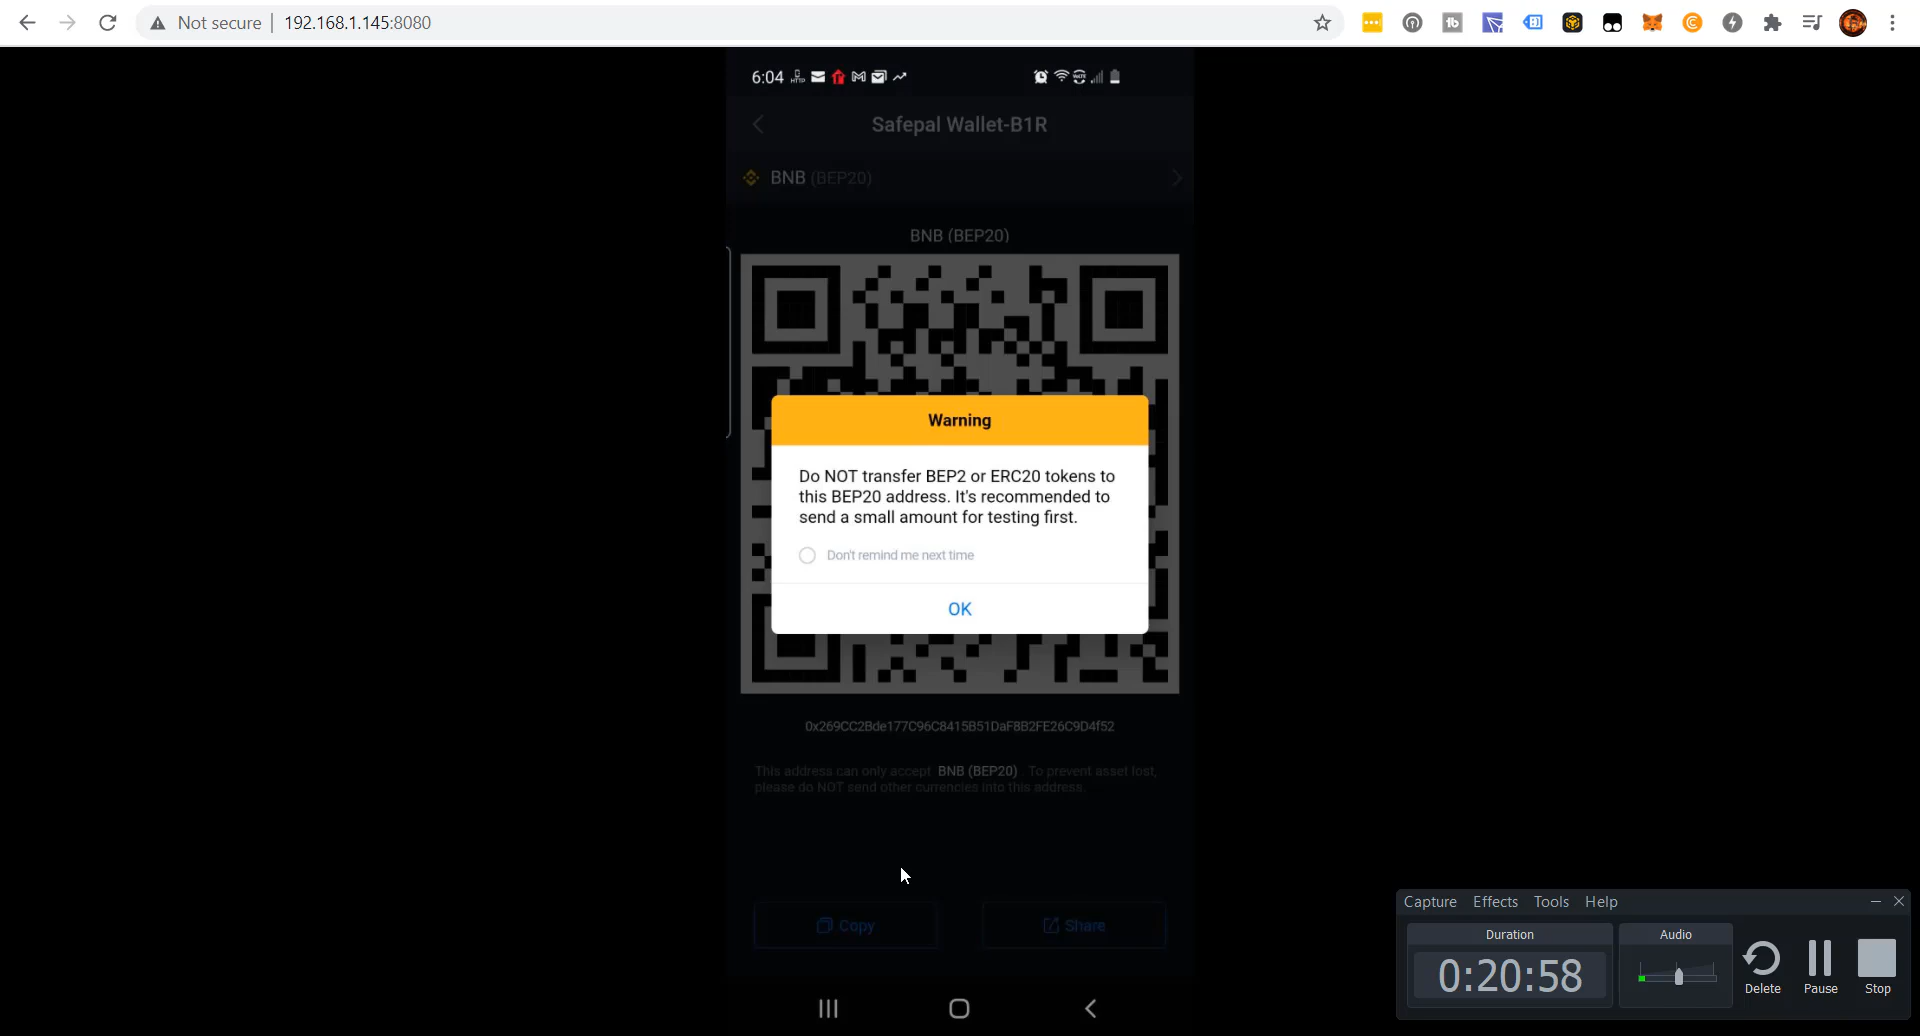 Not secure | 192.168.1.145:8080
6:04
Safepal Wallet-B1R
BNB (BEP20)
BNB (BEP20)
Warning
Do NOT transfer BEP2 or ERC20 tokens to
this BEP20 address. It's recommended to
send a small amount for testing first.
Don't remind me next time
OK
0x269CC2Bde177C96C8415B51DaF8B2FE26C9D4f52
This address can only accept BNB (BEP20) To prevent asset lost,
please do NOT send other currencies into this address.
Copy
Share
Capture Effects Tools Help
Duration
Audio
0:20:58
Delete
Pause
Stop